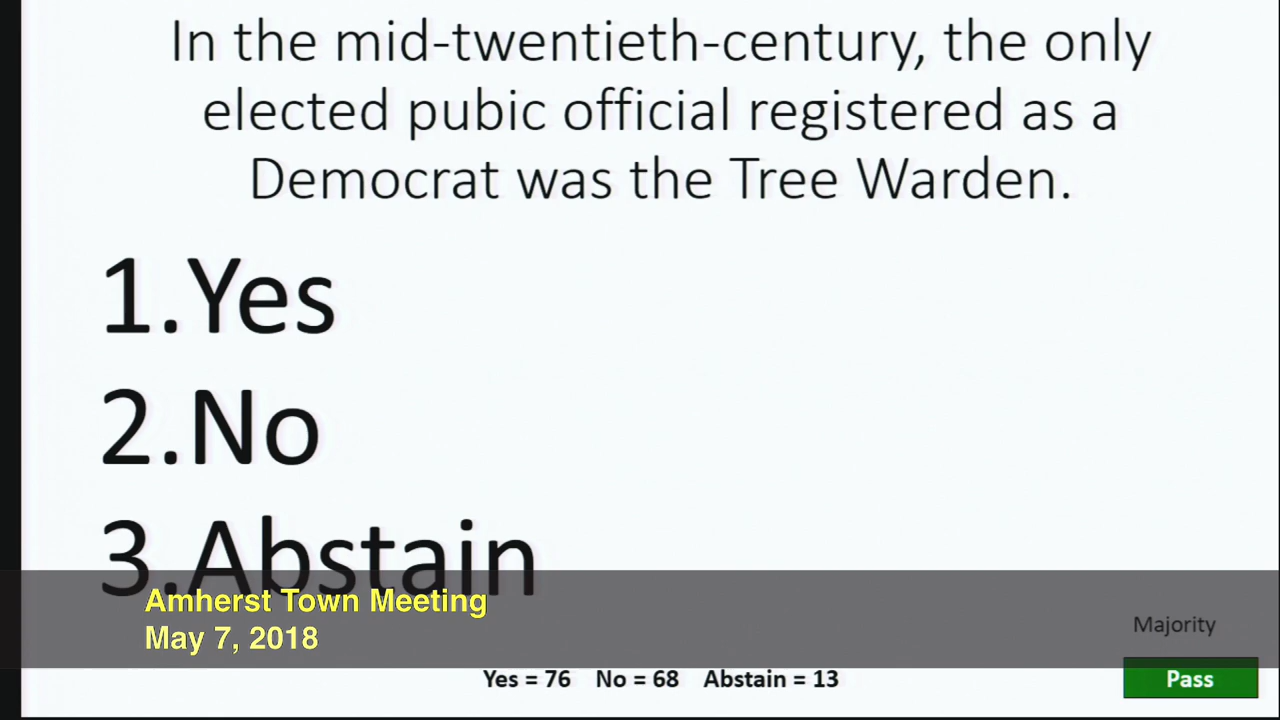 In the mid-twentieth-century, the only
elected pubic official registered as a
Democrat was the Tree Warden.
1.Yes
2.No
3.Abstain
Amherst Town Meeting
May 7, 2018
Majority
Yes = 76 No = 68 Abstain = 13
Pass